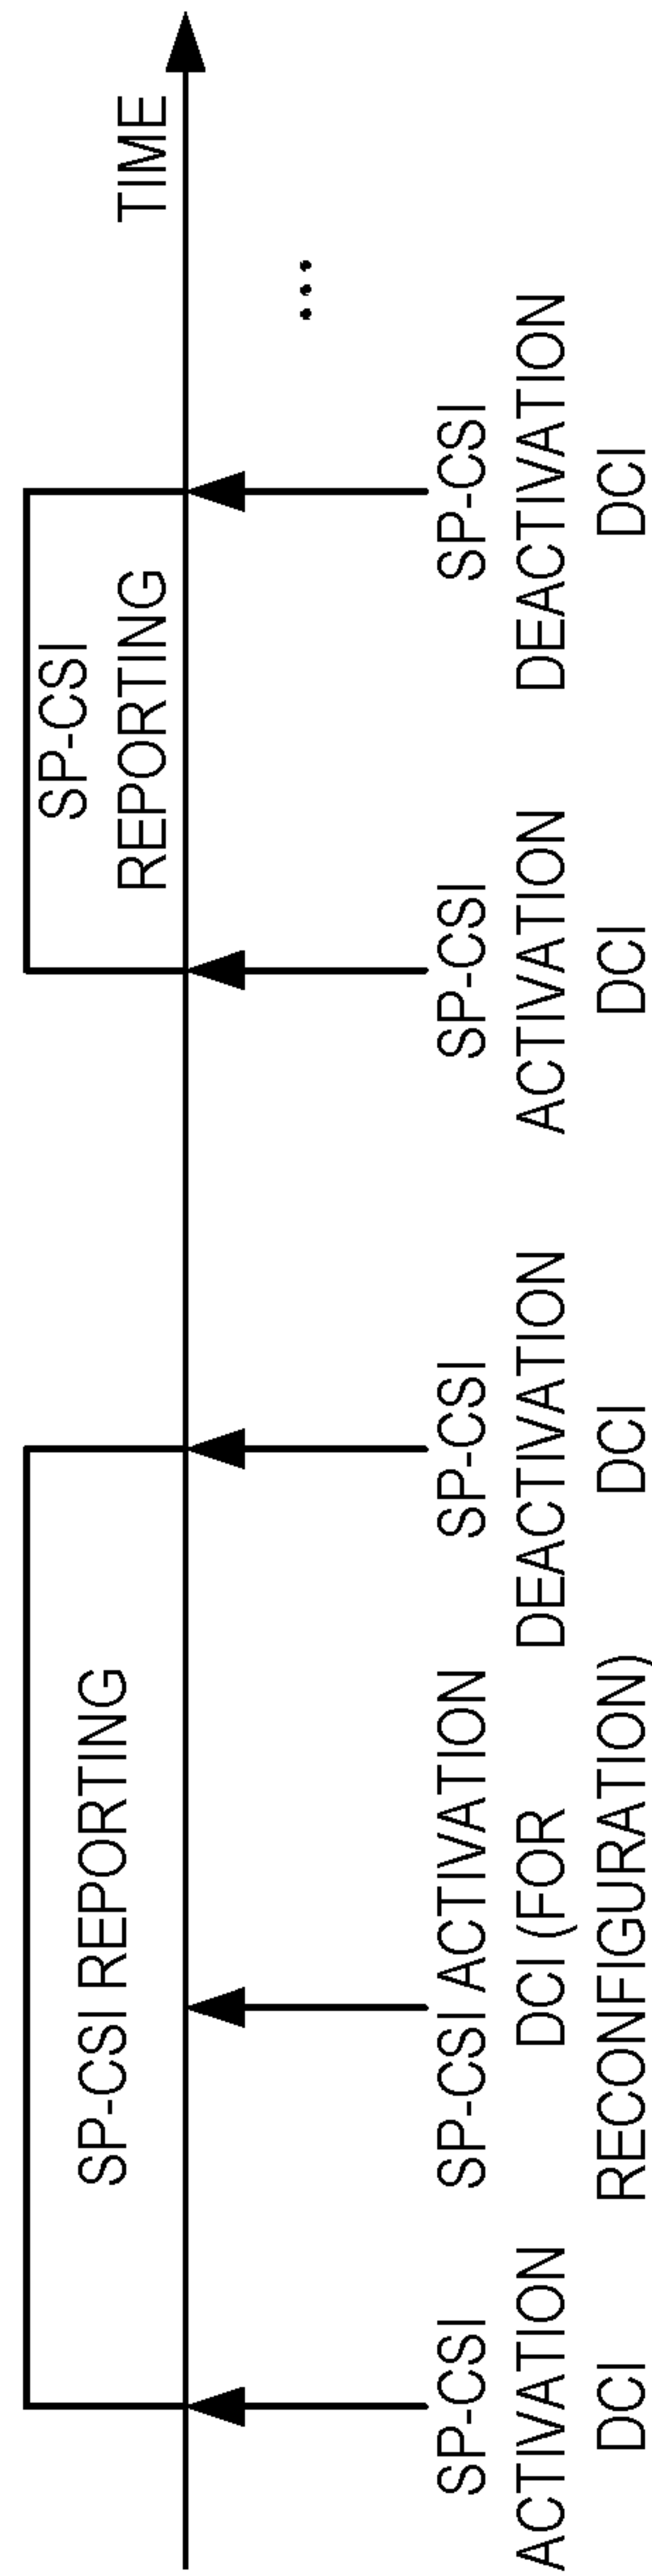 SP-CSI REPORTING
SP-CSI
REPORTING
TIME
SP-CSI
ACTIVATION
DCI
SP-CSI ACTIVATION
DCI (FOR
RECONFIGURATION)
SP-CSI
DEACTIVATION
DCI
SP-CSI
ACTIVATION
DCI
SP-CSI
DEACTIVATION
DCI
...